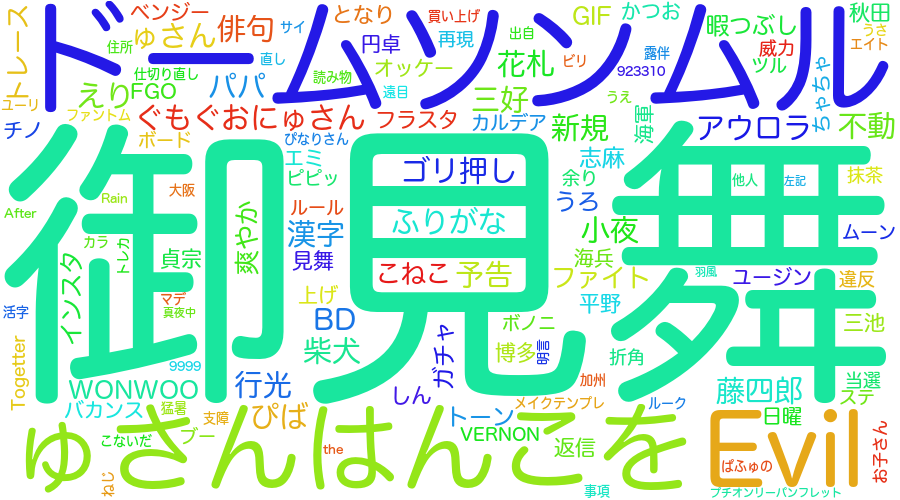 トレース
ドームソンムル
ベンジー
ゅさん
俳句
サイ
となり
買い上げ
出自
GIF
かつお
暇つぶし
秋田
うさ
住所
直し
円卓
再現
ビリ
露伴
威力
エイト
仕切り直し
パパ
読み物
オッケー
花札
923310
ツル
ちゃちゃ
えり
FGO
遠目
三好
うえ
海軍
ユーリ
ファントム
ぐもぐおにゅさん
フラスタ
カルデア
新規
アウロラ
不動
チノ
ボード
ぴなりさん
エミ
ピピッ
ゴリ押し
志麻
余り
他人
左記
抹茶
After
Rain
大阪
ルール
ふりがな
うろ
御見舞
カラ
トレカ
爽やか
漢字
小夜
ムーン
インスタ
貞宗
見舞
こねこ
予告
海兵
ファイト
羽風
ユージン
違反
活字
マデ
真夜中
上げ
BD
ボノニ
平野
三池
Togetter
9999
柴犬
ガチャ
博多
明言
折角
WONWOO
行光
しん
加州
藤四郎
当選
ステ
バカンス
猛暑
支障
ぴば
トーン
メイクテンプレ
ルーク
日曜
こないだ
ブー
VERNON
返信
お子さん
ゅさんはんこを
Evil
the
ぱふゅの
ねじ
事項
プチオンリーパンフレット